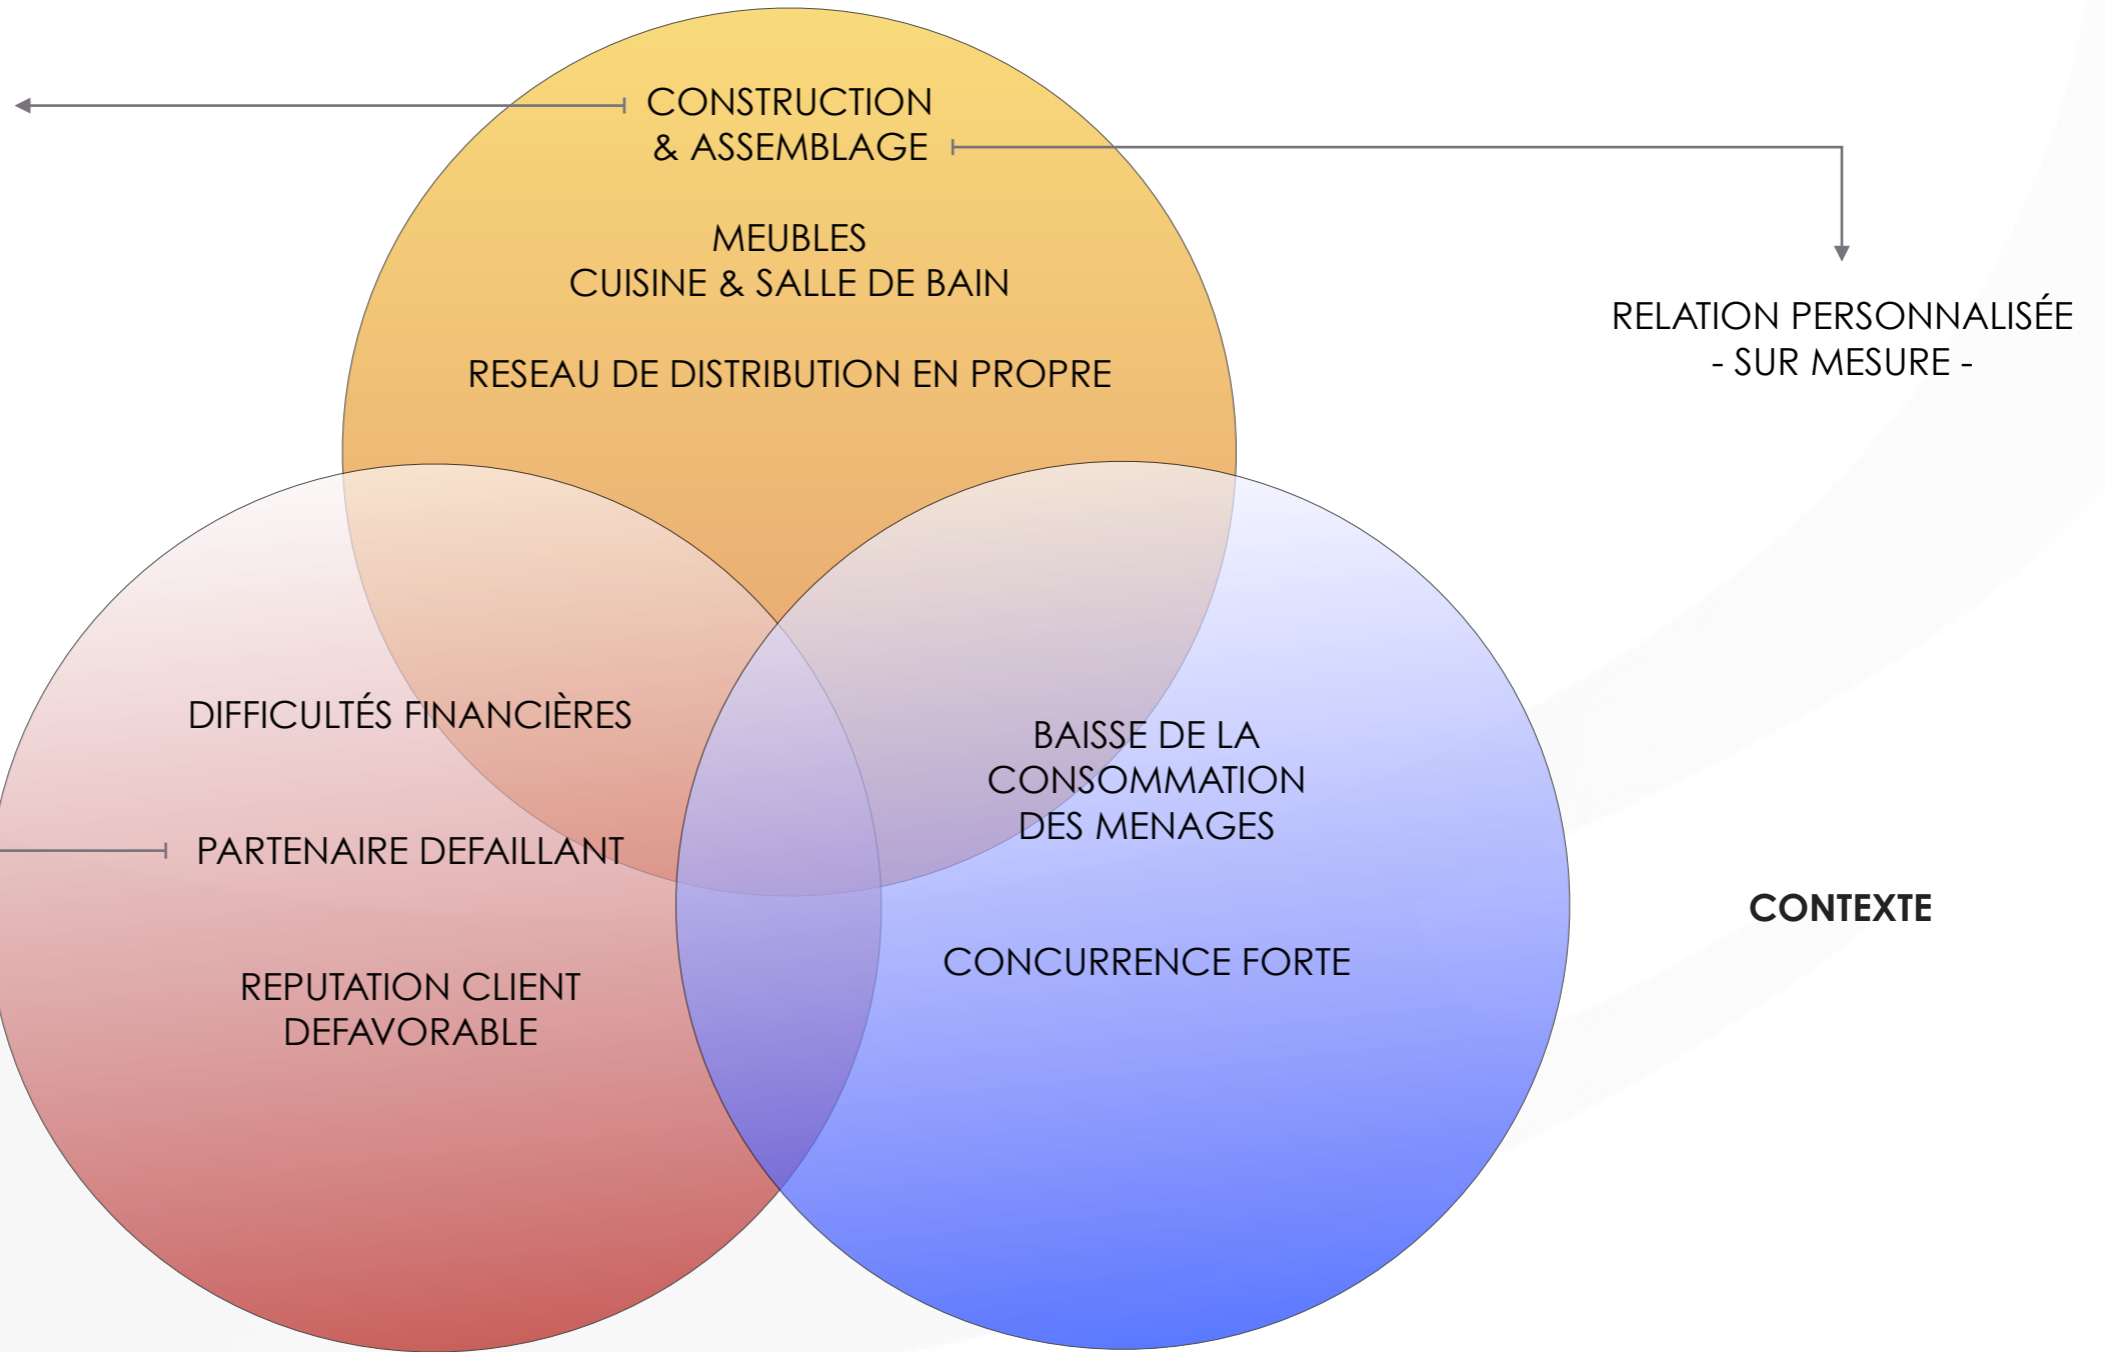 CONSTRUCTION
& ASSEMBLAGE
MEUBLES
CUISINE & SALLE DE BAIN
RESEAU DE DISTRIBUTION EN PROPRE
RELATION PERSONNALISÉE
- SUR MESURE -
DIFFICULTÉS FINANCIÈRES
PARTENAIRE DEFAILLANT
REPUTATION CLIENT
DEFAVORABLE
BAISSE DE LA
CONSOMMATION
DES MENAGES
CONCURRENCE FORTE
CONTEXTE